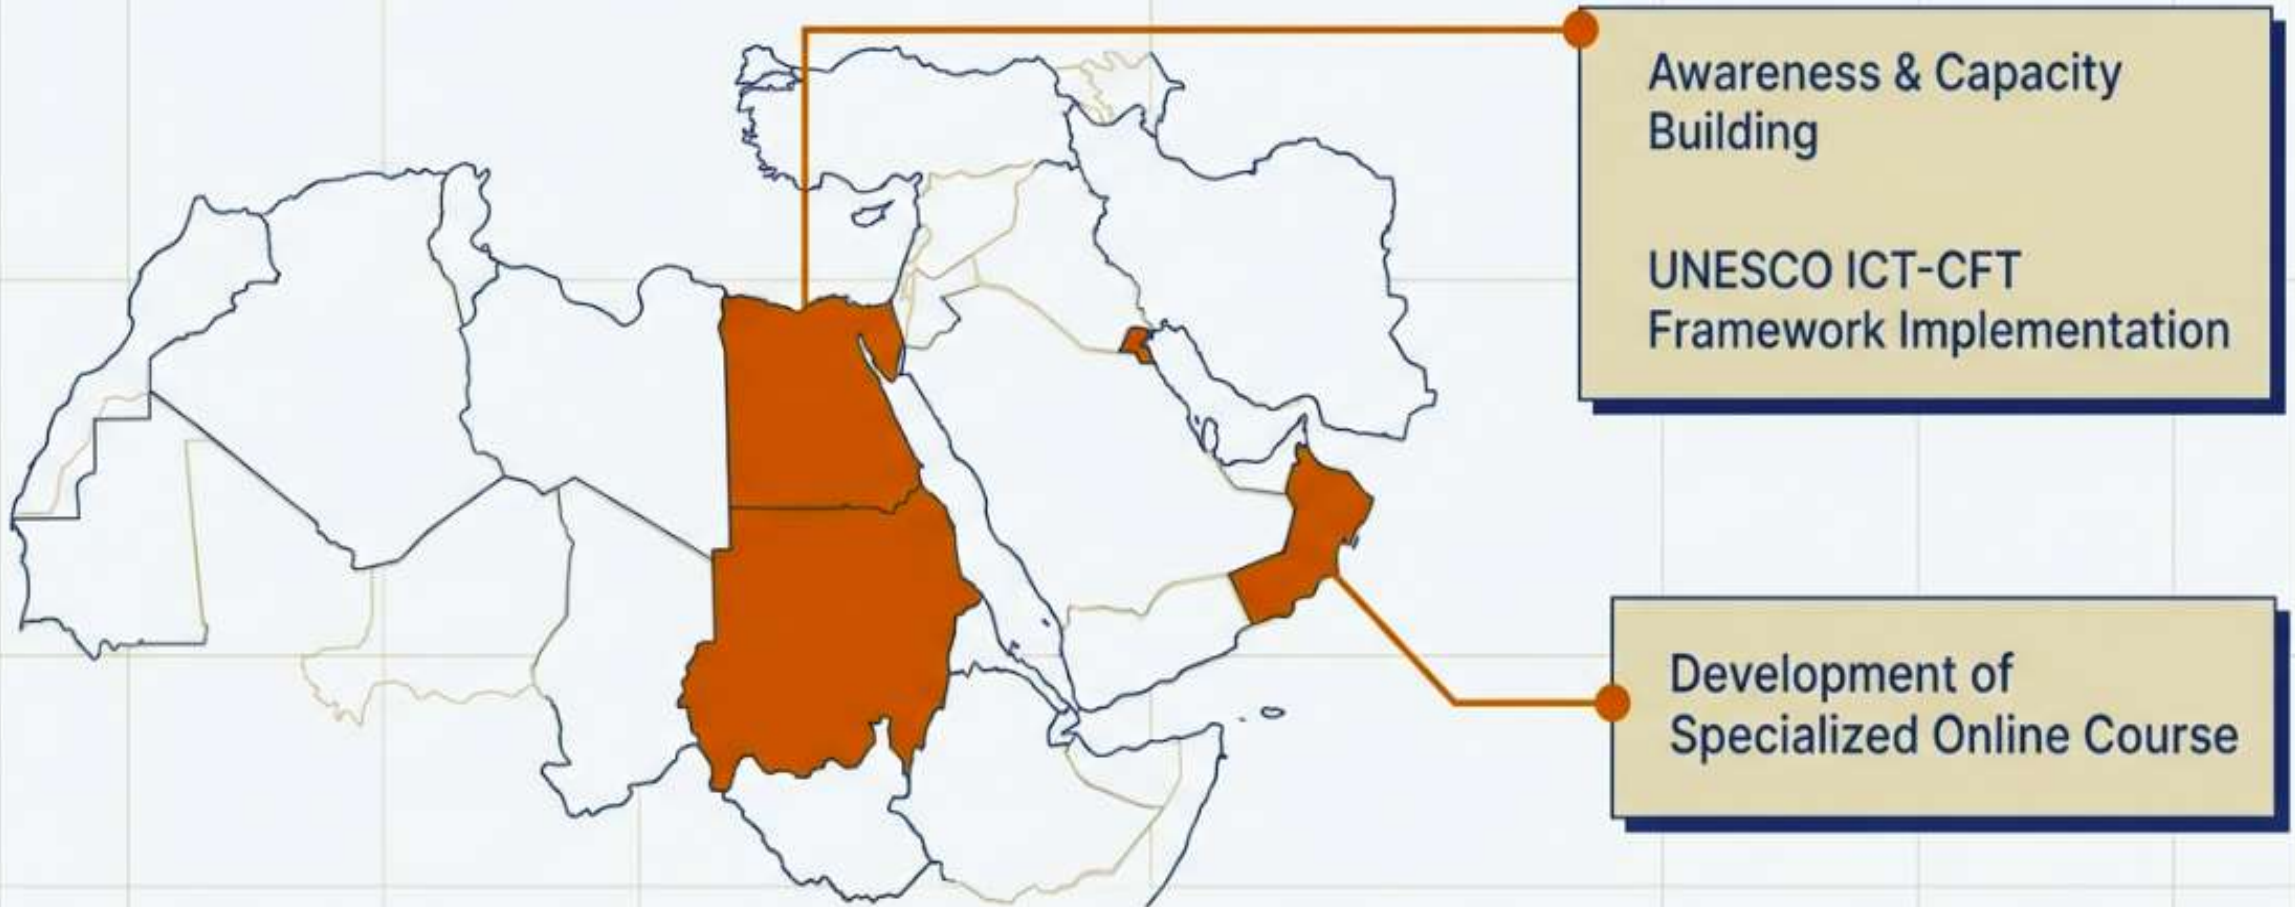 Awareness & Capacity
Building
UNESCO ICT-CFT
Framework Implementation
Development of
Specialized Online Course